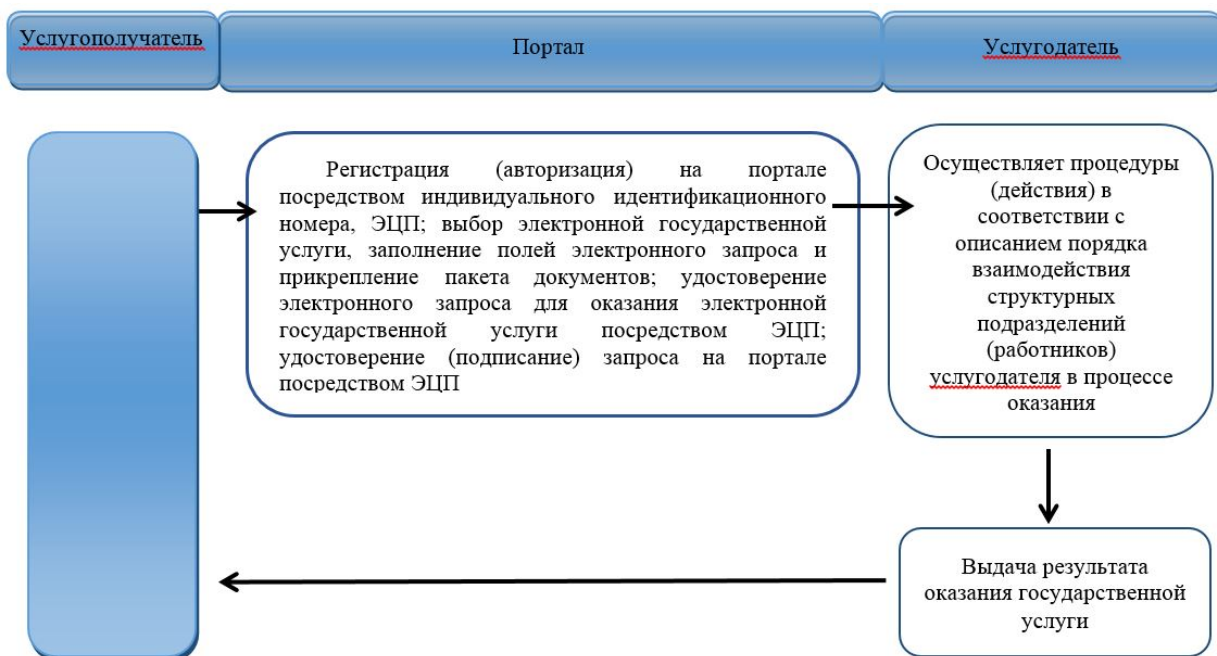 Услугополучатель
Портал
Услугодатель
Регистрация (авторизация) на портале
посредством индивидуального идентификационного
номера, ЭЦП; выбор электронной государственной
услуги, заполнение полей электронного запроса и
прикрепление пакета документов; удостоверение
электронного запроса для оказания электронной
государственной услуги посредством ЭЦП;
удостоверение (подписание) запроса на портале
посредством ЭЦП
Осуществляет процедуры
(действия) в
соответствии с
описанием порядка
взаимодействия
структурных
подразделений
(работников)
услугодателя в процессе
оказания
Выдача результата
оказания государственной
услуги